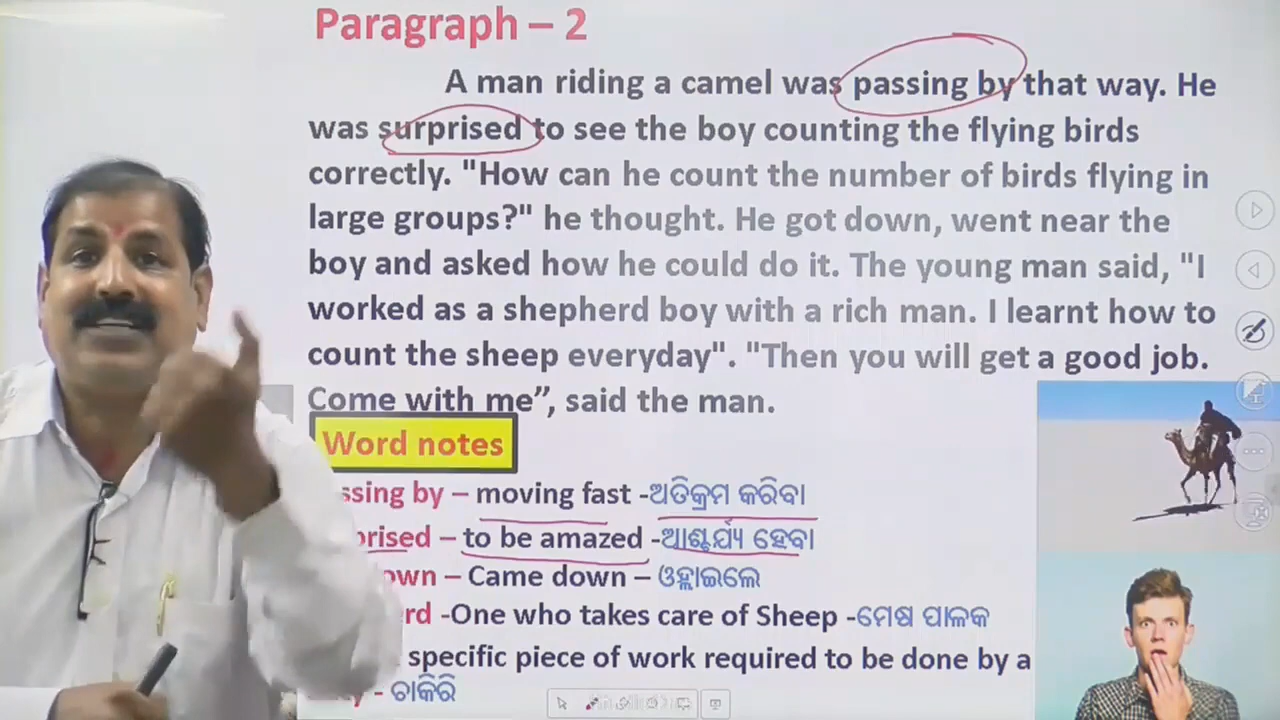 Paragraph – 2
A man riding a camel was passing by that way. He
was surprised to see the boy counting the flying birds
correctly. "How can he count the number of birds flying in
large groups?" he thought. He got down, went near the
boy and asked how he could do it. The young man said, "I
worked as a shepherd boy with a rich man. I learnt how to
count the sheep everyday". "Then you will get a good job.
Come with me”, said the man.
Word notes
ssing by – moving fast -ଅତିକ୍ରମ କରିବା
prised – to be amazed -ଆଶ୍ଚର୍ଯ୍ୟ ହେବା
own – Came down – ଓହ୍ଲାଇଲେ
rd -One who takes care of Sheep -ମେଷ ପାଳକ
specific piece of work required to be done by a
- ଚାକିରି